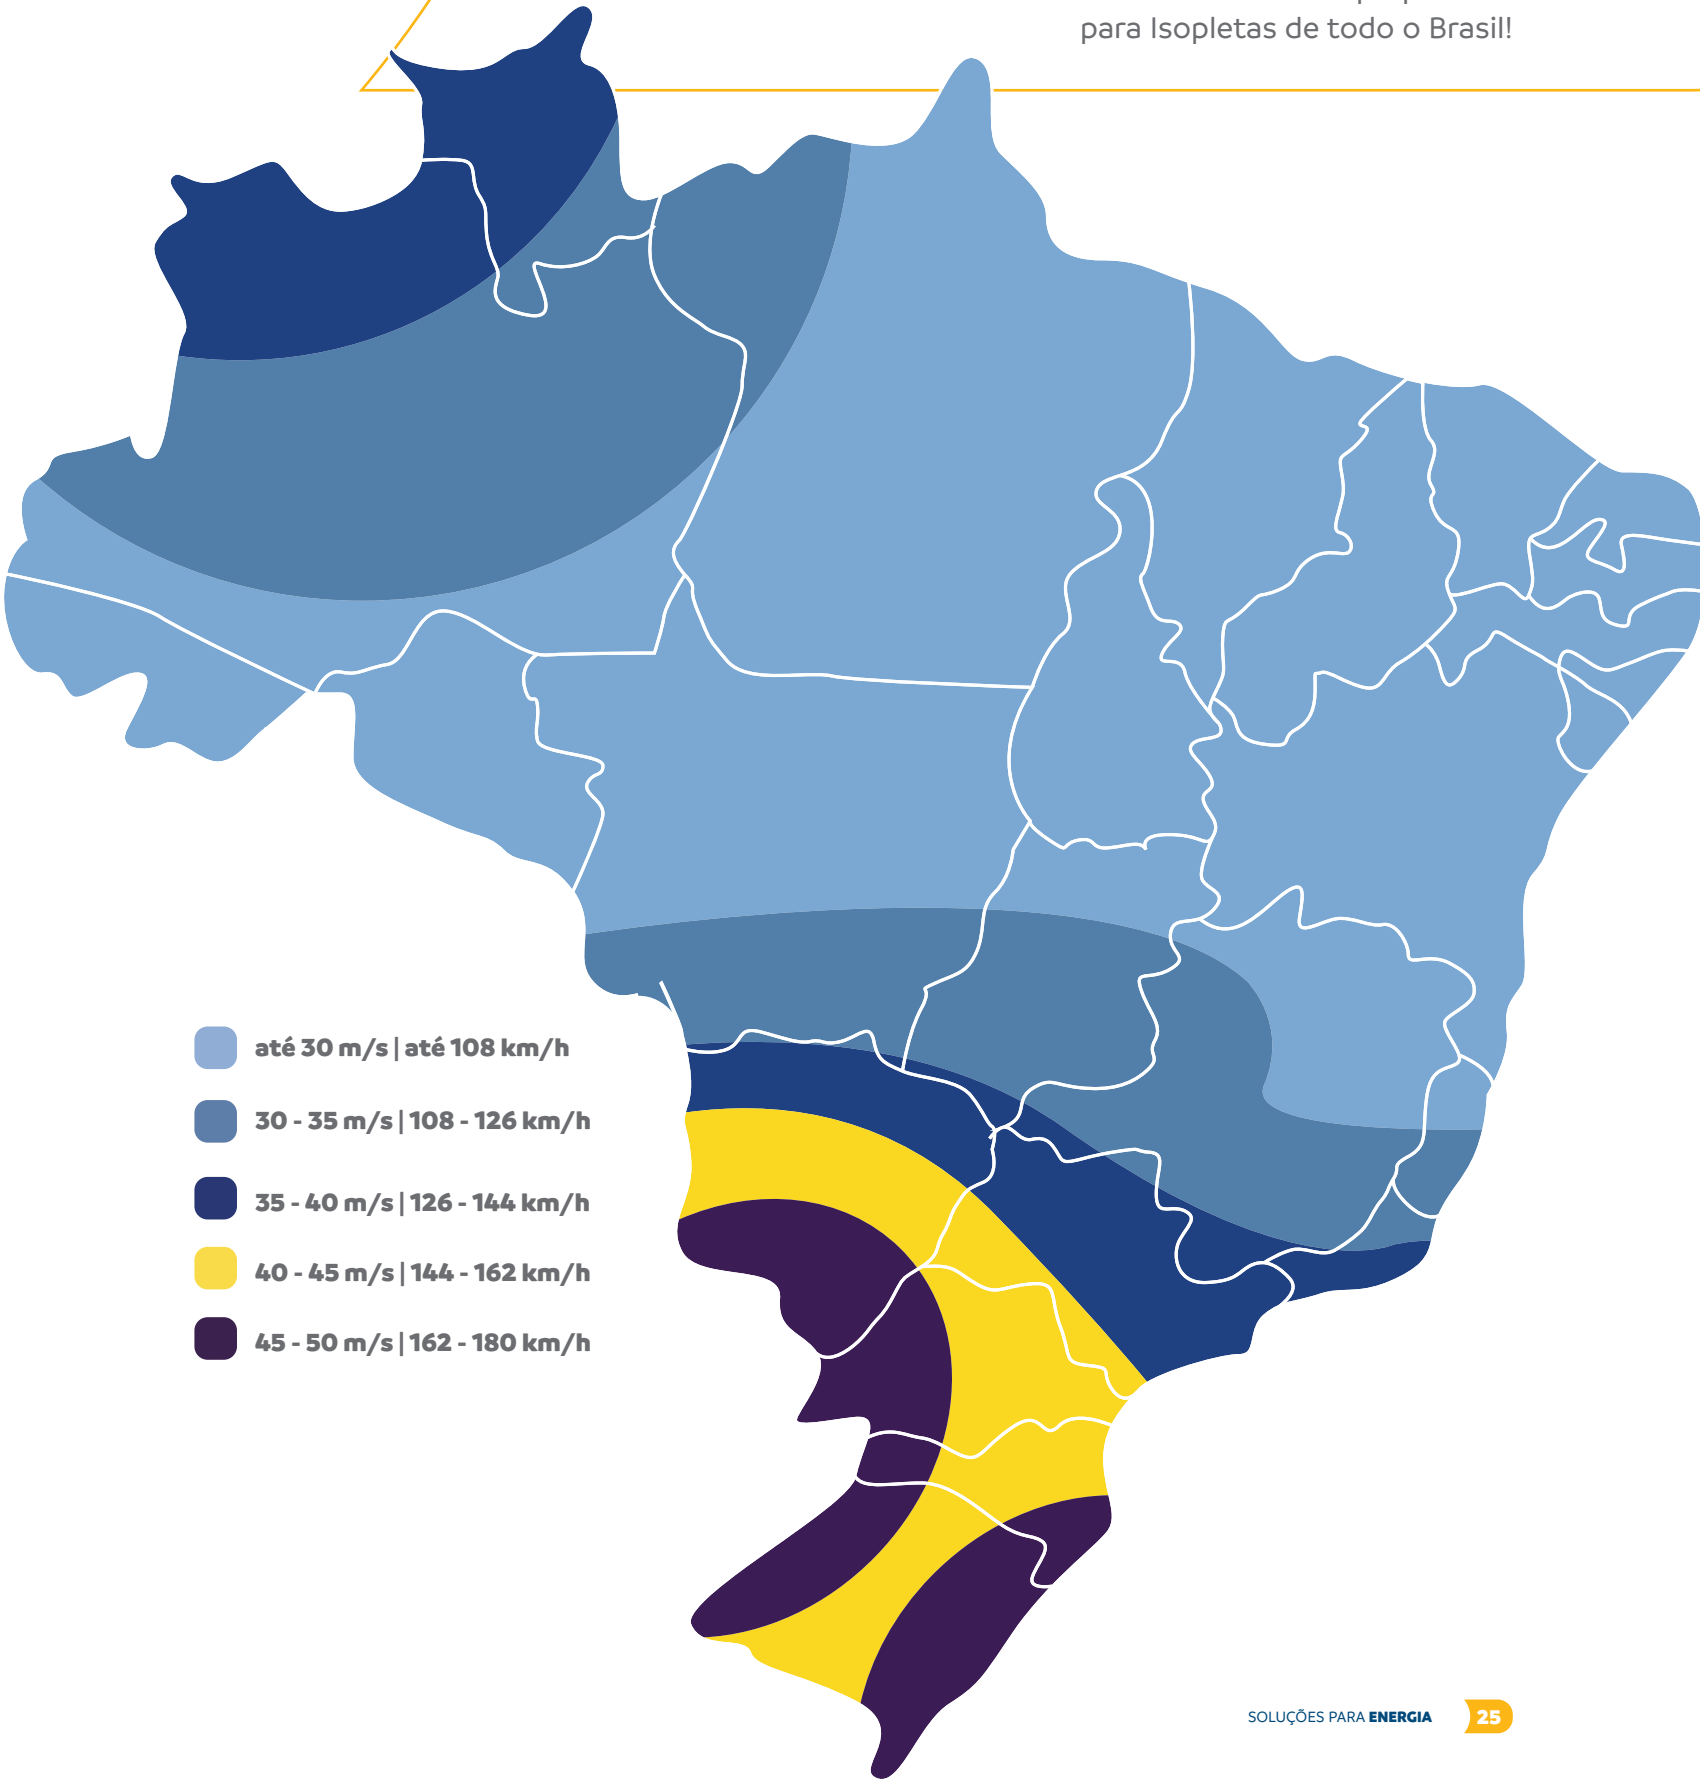 para Isopletas de todo o Brasil!
até 30 m/s | até 108 km/h
30 - 35 m/s | 108 - 126 km/h
35 - 40 m/s | 126 - 144 km/h
40 - 45 m/s | 144 - 162 km/h
45 - 50 m/s | 162 - 180 km/h
SOLUÇÕES PARA ENERGIA 25